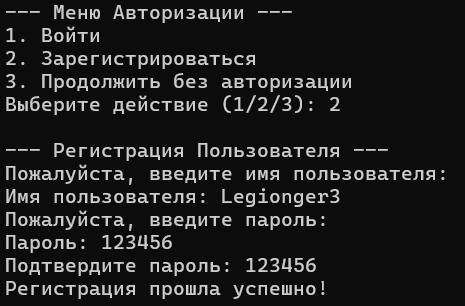 --- Меню Авторизации ---
1. Войти
2. Зарегистрироваться
3. Продолжить без авторизации
Выберите действие (1/2/3): 2
--- Регистрация Пользователя ---
Пожалуйста, введите имя пользователя:
Имя пользователя: Legionger3
Пожалуйста, введите пароль:
Пароль: 123456
Подтвердите пароль: 123456
Регистрация прошла успешно!